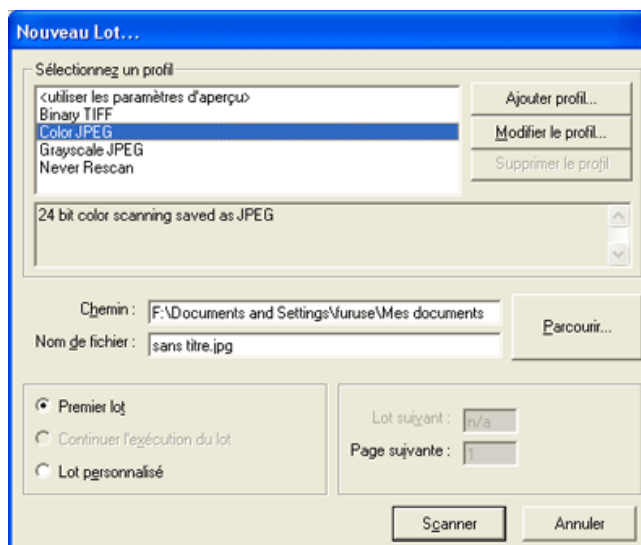 Nouveau Lot...
Sélectionnez un profil
<utiliser les paramètres d'aperçu>
Binary TIFF
Color JPEG
Grayscale JPEG
Never Rescan
Ajouter profil...
Modifier le profil...
Supprimer le profil
24 bit color scanning saved as JPEG
Chemin : F:\Documents and Settings\furuse\Mes documents
Nom de fichier : sans titre.jpg
Parcourir...
Premier lot
Continuer l'exécution du lot
Lot personnalisé
Lot suivant : n/a
Page suivante : 1
Scanner Annuler